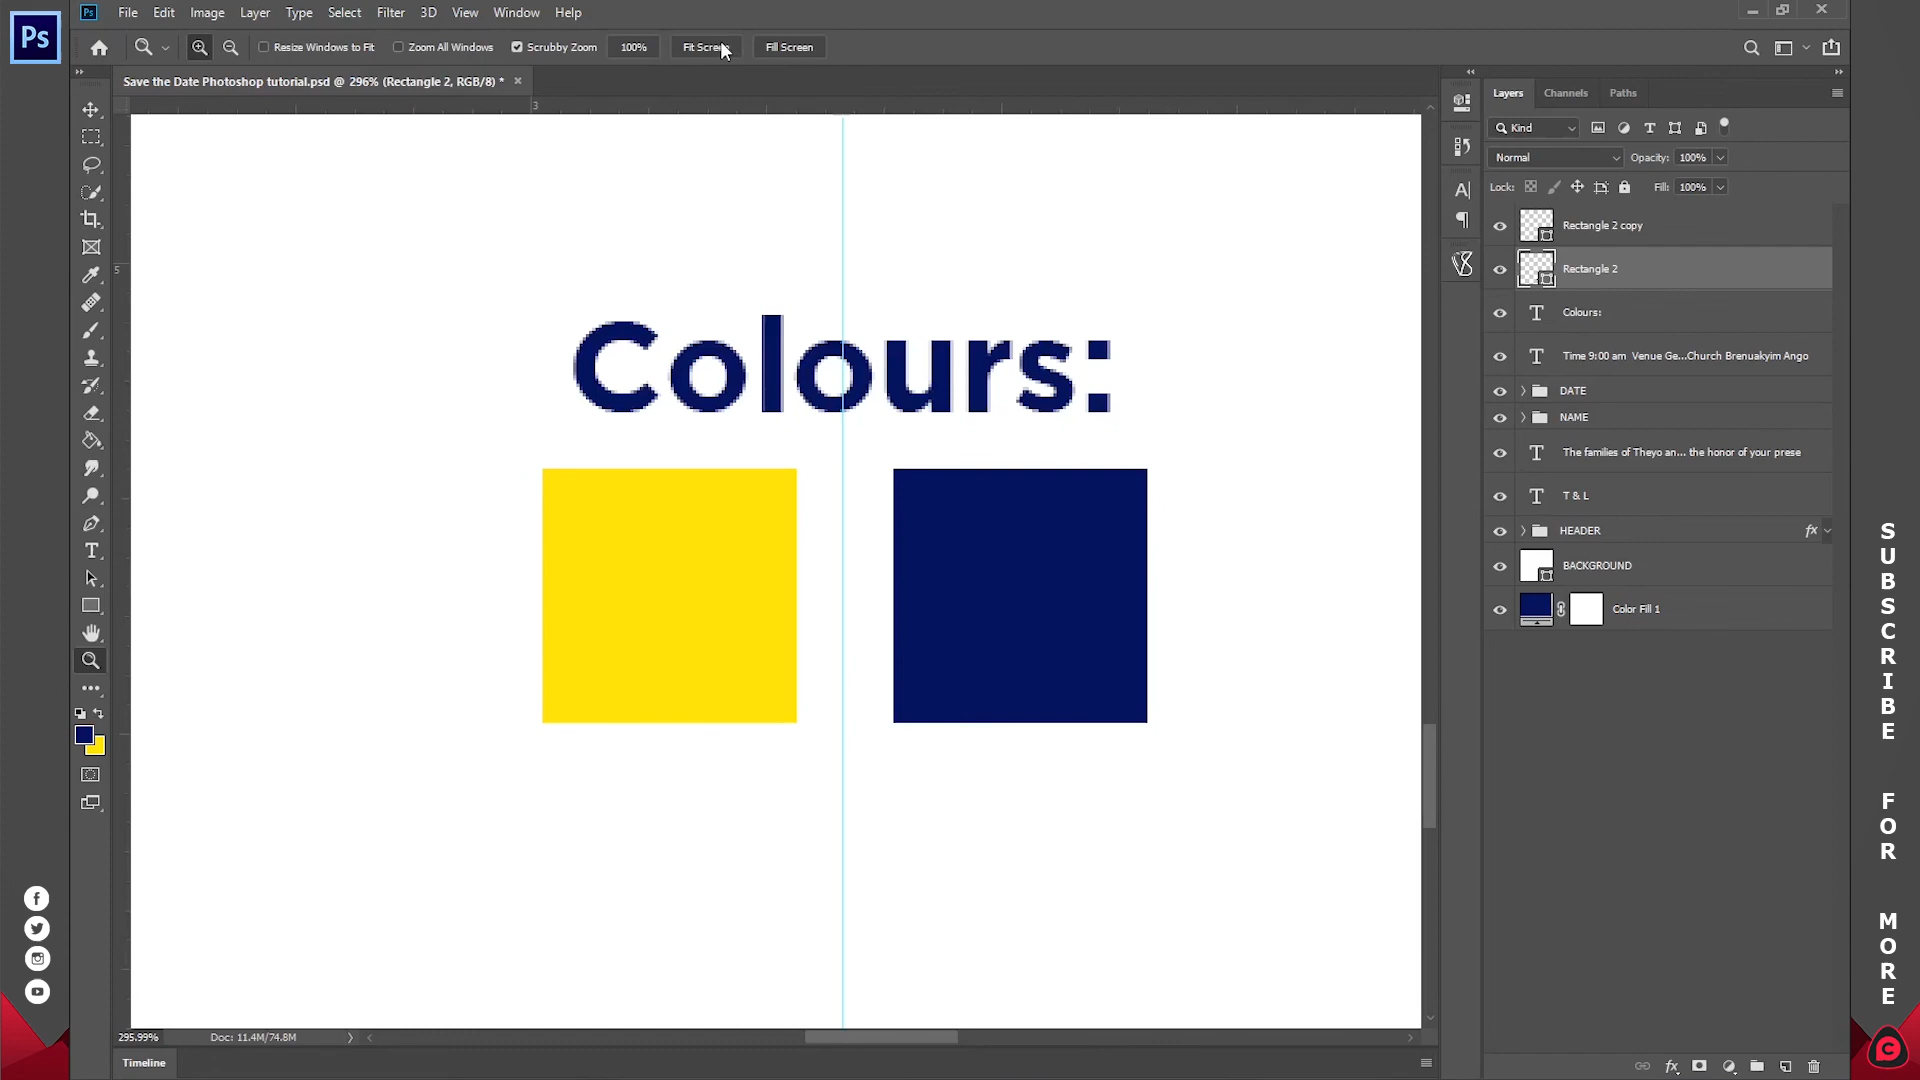 Ps
Ps File Edit Image Layer Type Select Filter 3D View Window Help
Resize Windows to Fit Zoom All Windows Scrubby Zoom 100% Fit Screen Fill Screen
Save the Date Photoshop tutorial.psd @ 296% (Rectangle 2, RGB/8) * ×
3
5
Colours:
Layers Channels Paths
Kind
Normal Opacity: 100%
Lock: Fill: 100%
Rectangle 2 copy
Rectangle 2
Colours:
Time 9:00 am Venue Ge...Church Brenuakyim Ango
DATE
NAME
The families of Theyo an... the honor of your prese
T & L
HEADER fx
BACKGROUND
Color Fill 1
295.99% Doc: 11.4M/74.8M
Timeline
SUBSCRIBE FOR MORE